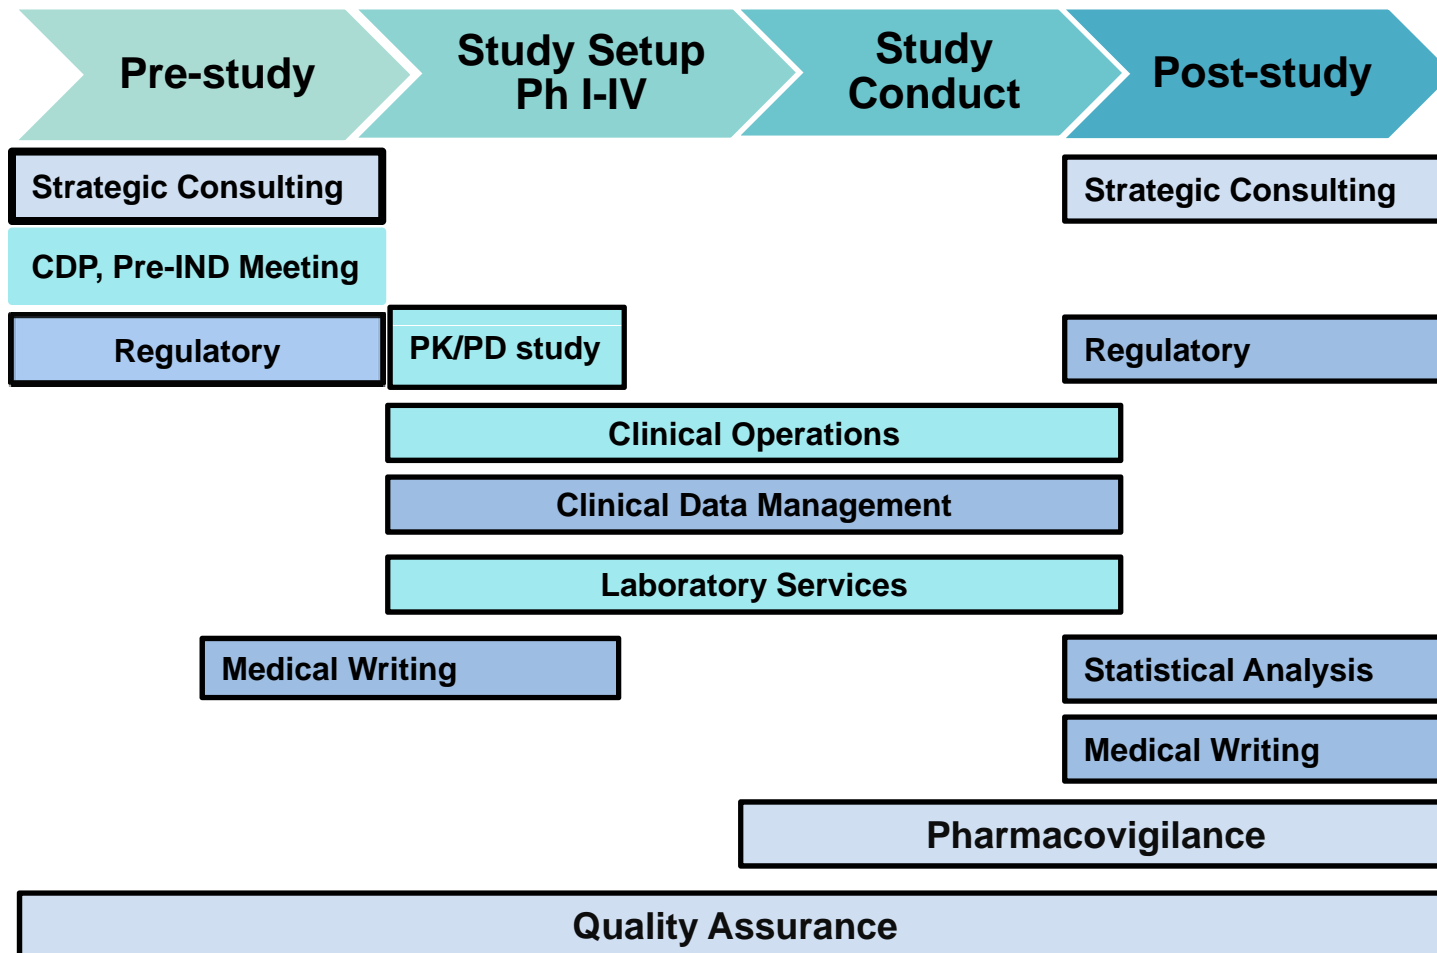 Pre-study
Study Setup
Ph I-IV
Study
Conduct
Post-study
Strategic Consulting
Strategic Consulting
CDP, Pre-IND Meeting
Regulatory
PK/PD study
Regulatory
Clinical Operations
Clinical Data Management
Laboratory Services
Medical Writing
Statistical Analysis
Medical Writing
Pharmacovigilance
Quality Assurance